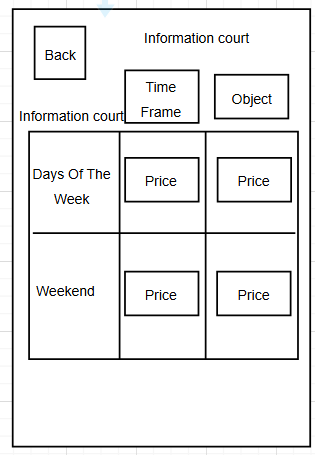 Information court
Back
Time
Frame
Object
Information court
Days Of The
Week
Price
Price
Weekend
Price
Price